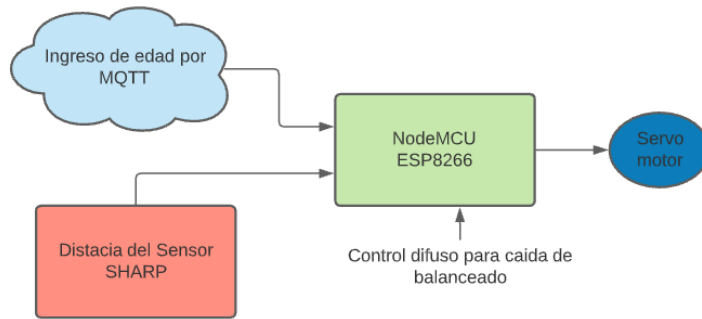 Ingreso de edad por
MQTT
NodeMCU
ESP8266
Servo
motor
Distacia del Sensor
SHARP
Control difuso para caida de
balanceado